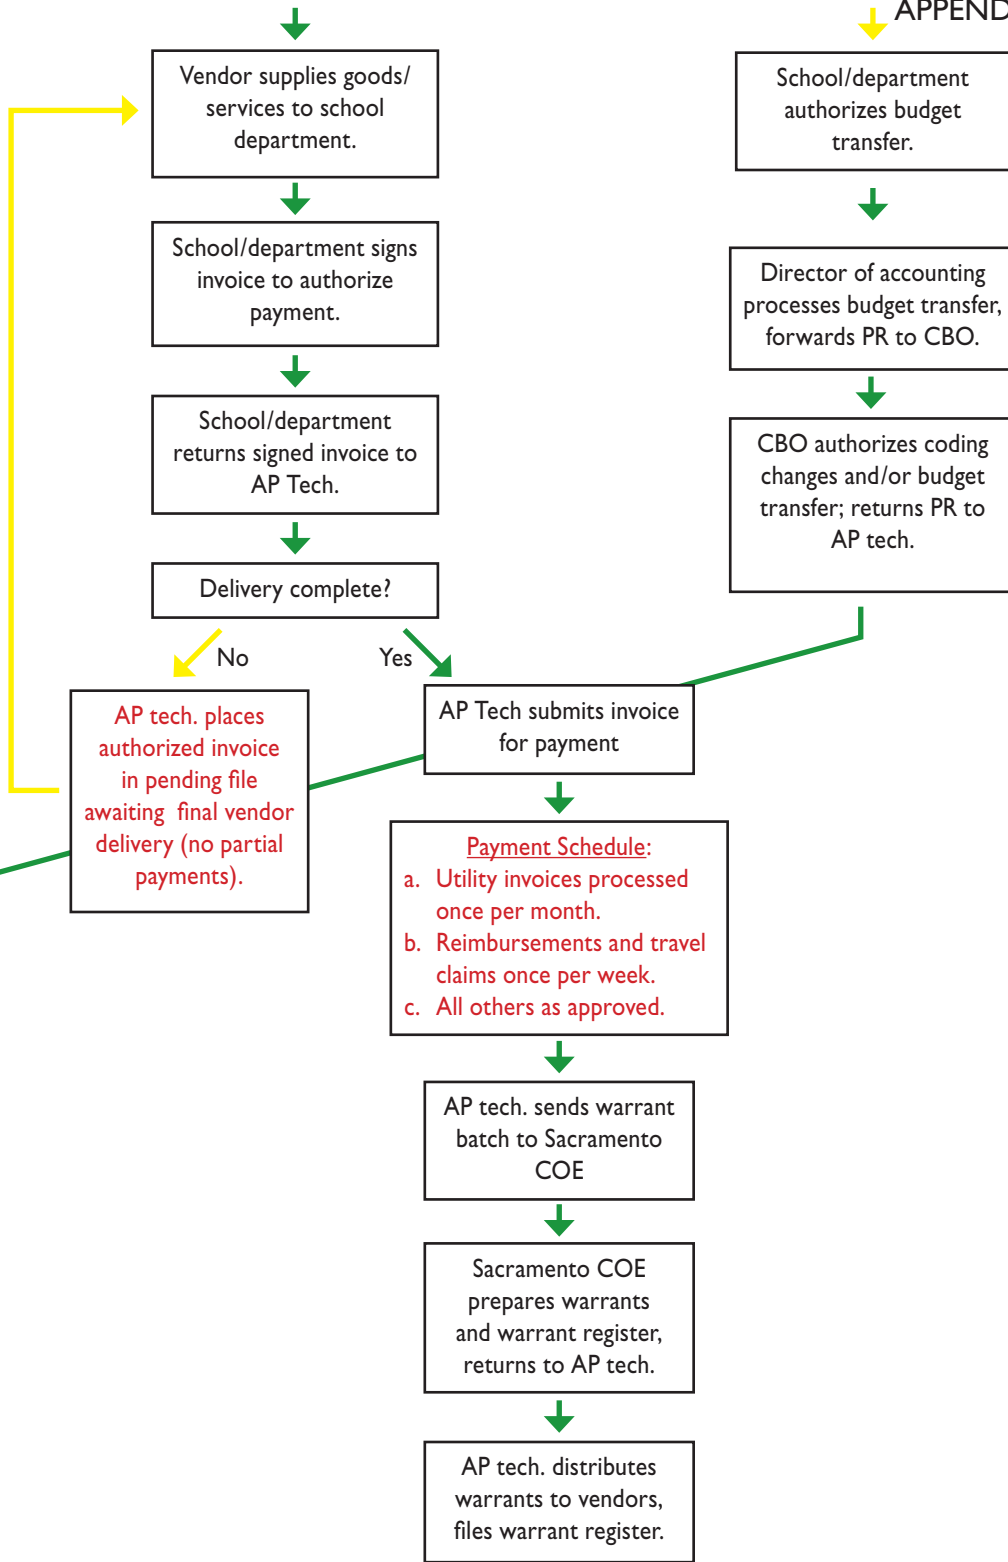 APPEND
Vendor supplies goods/
services to school
department.
School/department signs
invoice to authorize
payment.
School/department
returns signed invoice to
AP Tech.
Delivery complete?
No
Yes
AP tech. places
authorized invoice
in pending file
awaiting final vendor
delivery (no partial
payments).
AP Tech submits invoice
for payment
Payment Schedule:
a. Utility invoices processed
once per month.
b. Reimbursements and travel
claims once per week.
c. All others as approved.
AP tech. sends warrant
batch to Sacramento
COE
Sacramento COE
prepares warrants
and warrant register,
returns to AP tech.
AP tech. distributes
warrants to vendors,
files warrant register.
School/department
authorizes budget
transfer.
Director of accounting
processes budget transfer,
forwards PR to CBO.
CBO authorizes coding
changes and/or budget
transfer; returns PR to
AP tech.